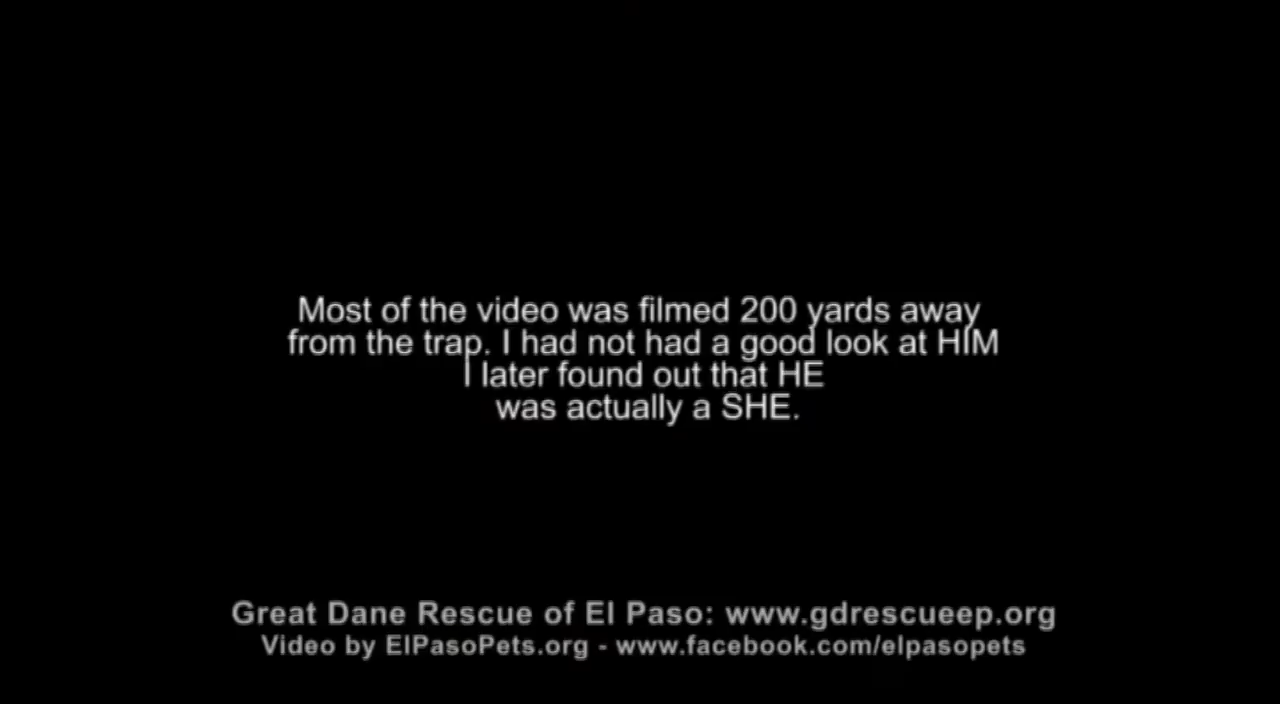 Most of the video was filmed 200 yards away
from the trap. I had not had a good look at HIM
I later found out that HE
was actually a SHE.
Great Dane Rescue of El Paso: www.gdrescueep.org
Video by ElPasoPets.org - www.facebook.com/elpasopets